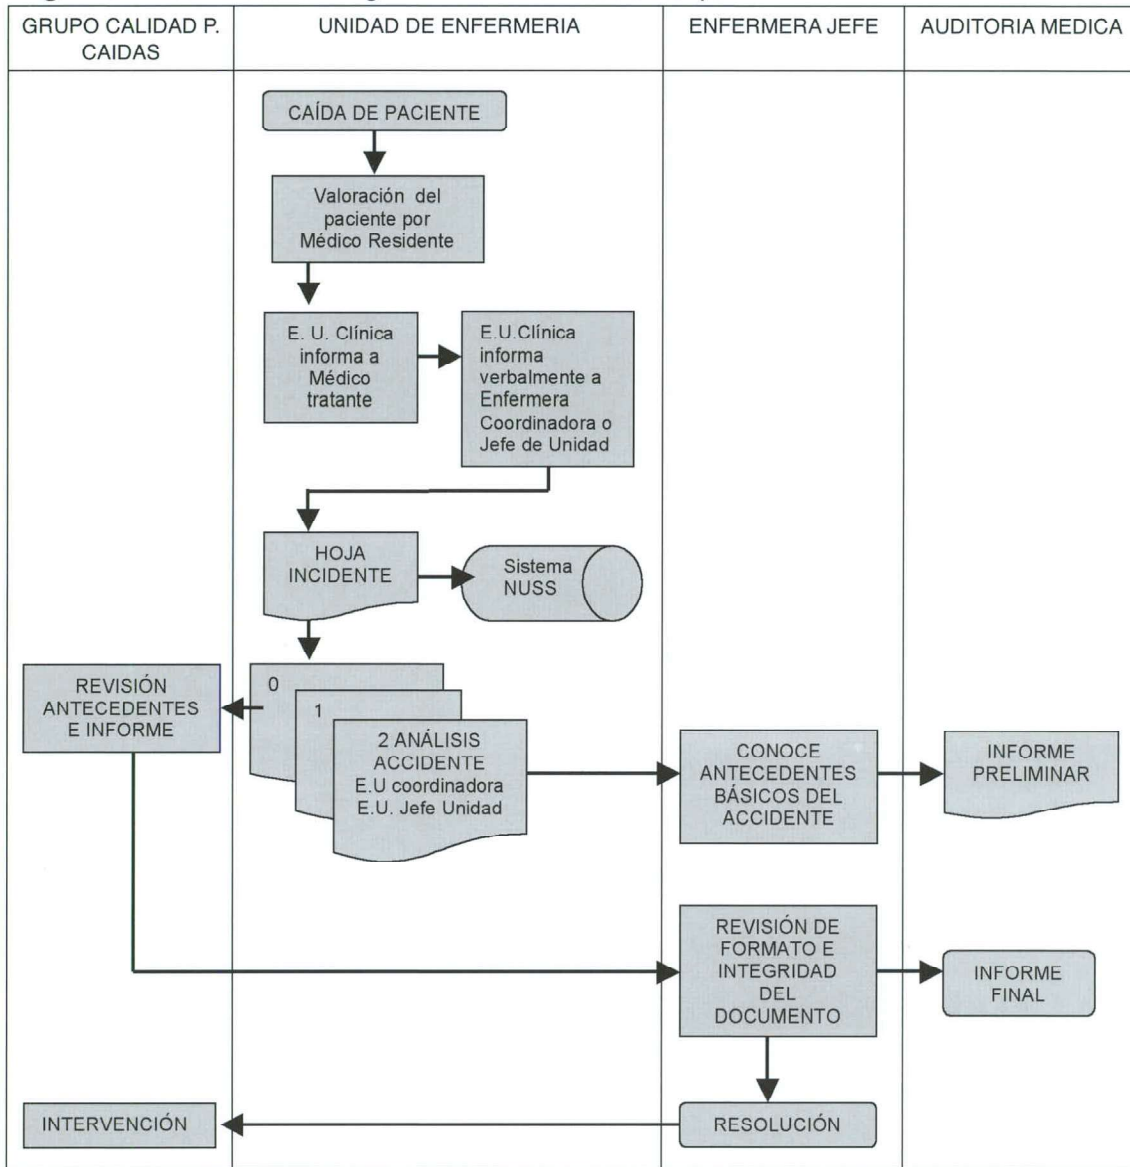 GRUPO CALIDAD P.
CAIDAS
UNIDAD DE ENFERMERIA
ENFERMERA JEFE
AUDITORIA MEDICA
CAÍDA DE PACIENTE
Valoración del
paciente por
Médico Residente
E. U. Clínica
informa a
Médico
tratante
E.U.Clínica
informa
verbalmente a
Enfermera
Coordinadora o
Jefe de Unidad
HOJA
INCIDENTE
Sistema
NUSS
REVISIÓN
ANTECEDENTES
E INFORME
0
1
2 ANÁLISIS
ACCIDENTE
E.U coordinadora
E.U. Jefe Unidad
CONOCE
ANTECEDENTES
BÁSICOS DEL
ACCIDENTE
INFORME
PRELIMINAR
REVISIÓN DE
FORMATO E
INTEGRIDAD
DEL
DOCUMENTO
INFORME
FINAL
INTERVENCIÓN
RESOLUCIÓN